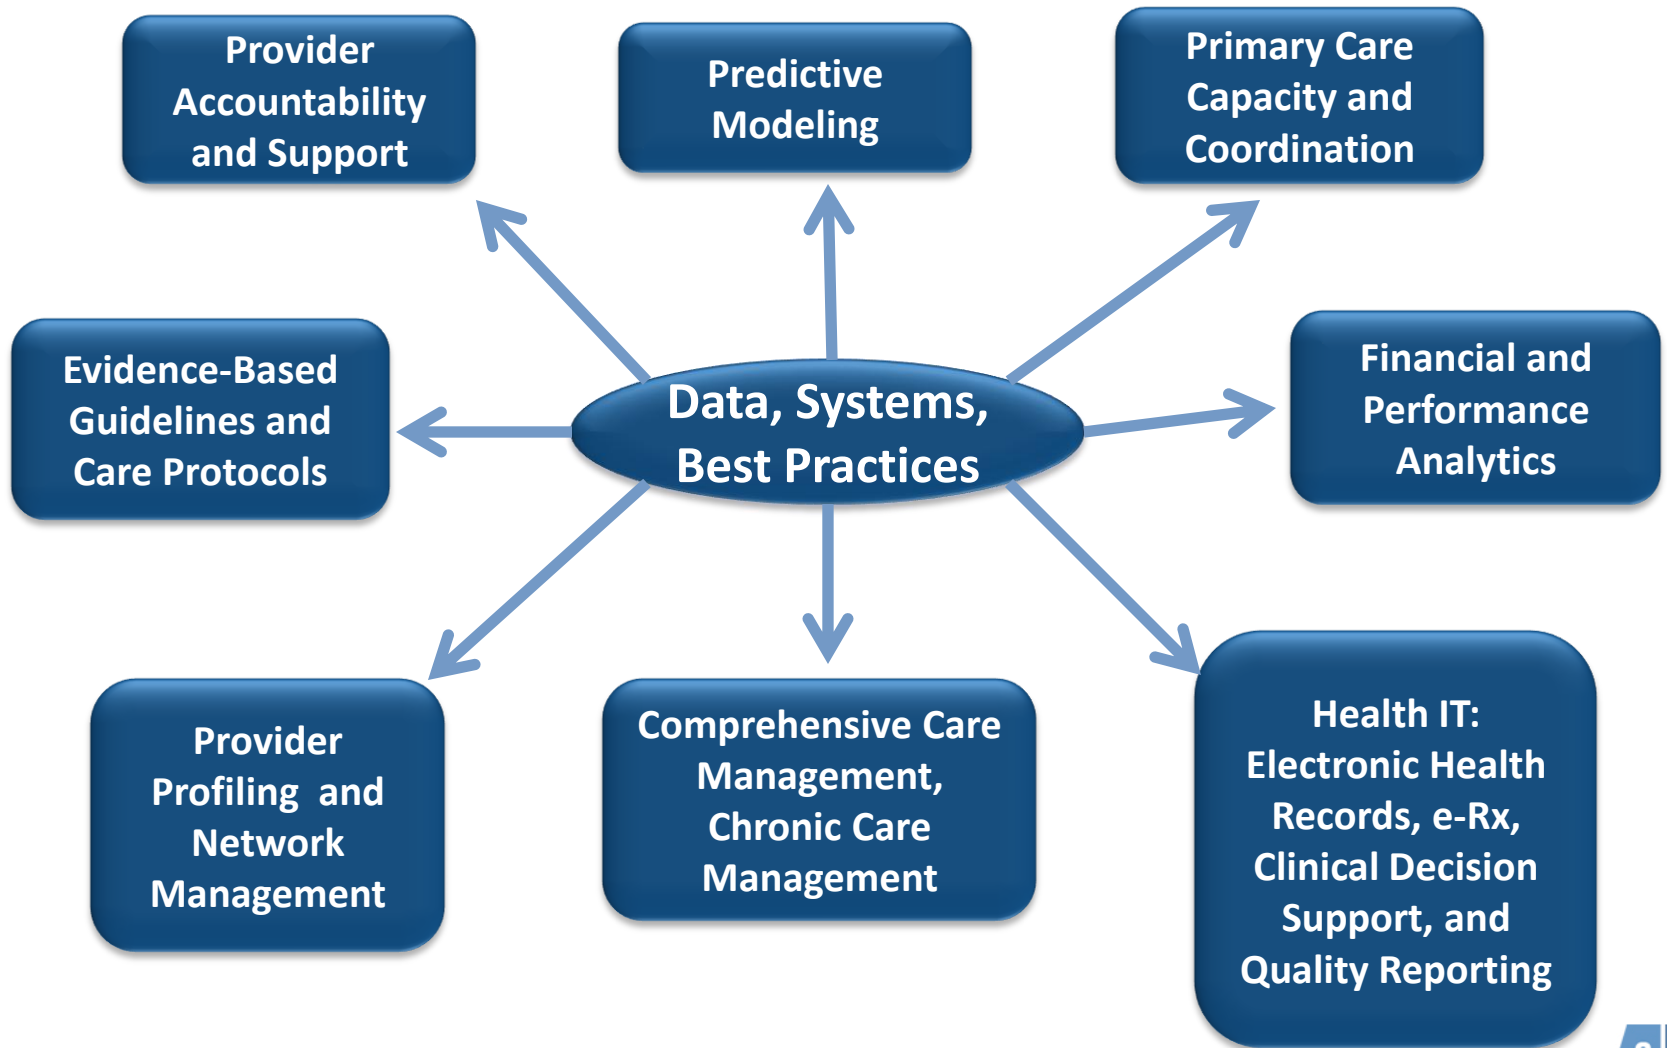 Provider
Accountability
and Support
Predictive
Modeling
Primary Care
Capacity and
Coordination
Evidence-Based
Guidelines and
Care Protocols
Data, Systems,
Best Practices
Financial and
Performance
Analytics
Provider
Profiling  and
Network
Management
Comprehensive Care
Management,
Chronic Care
Management
Health IT:
Electronic Health
Records, e-Rx,
Clinical Decision
Support, and
Quality Reporting